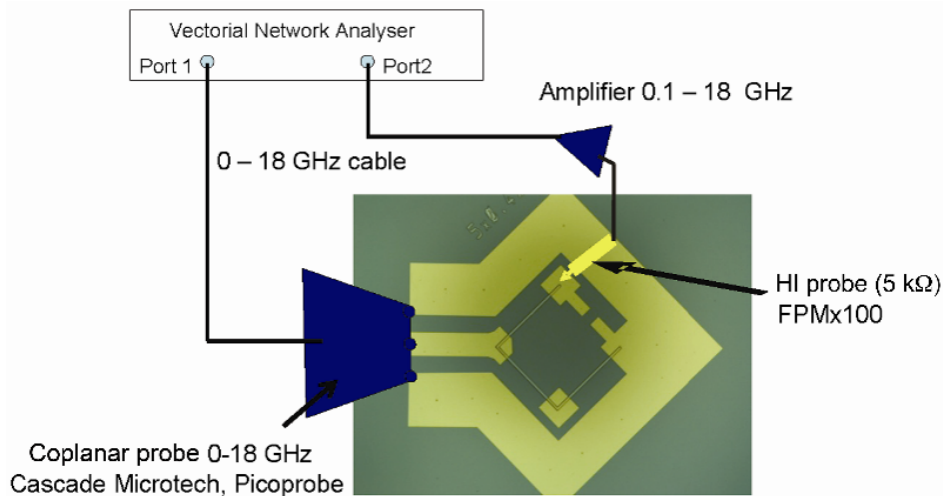 Vectorial Network Analyser
Port 1
Port2
Amplifier 0.1 – 18 GHz
0 – 18 GHz cable
HI probe (5 kΩ)
FPMx100
Coplanar probe 0-18 GHz
Cascade Microtech, Picoprobe